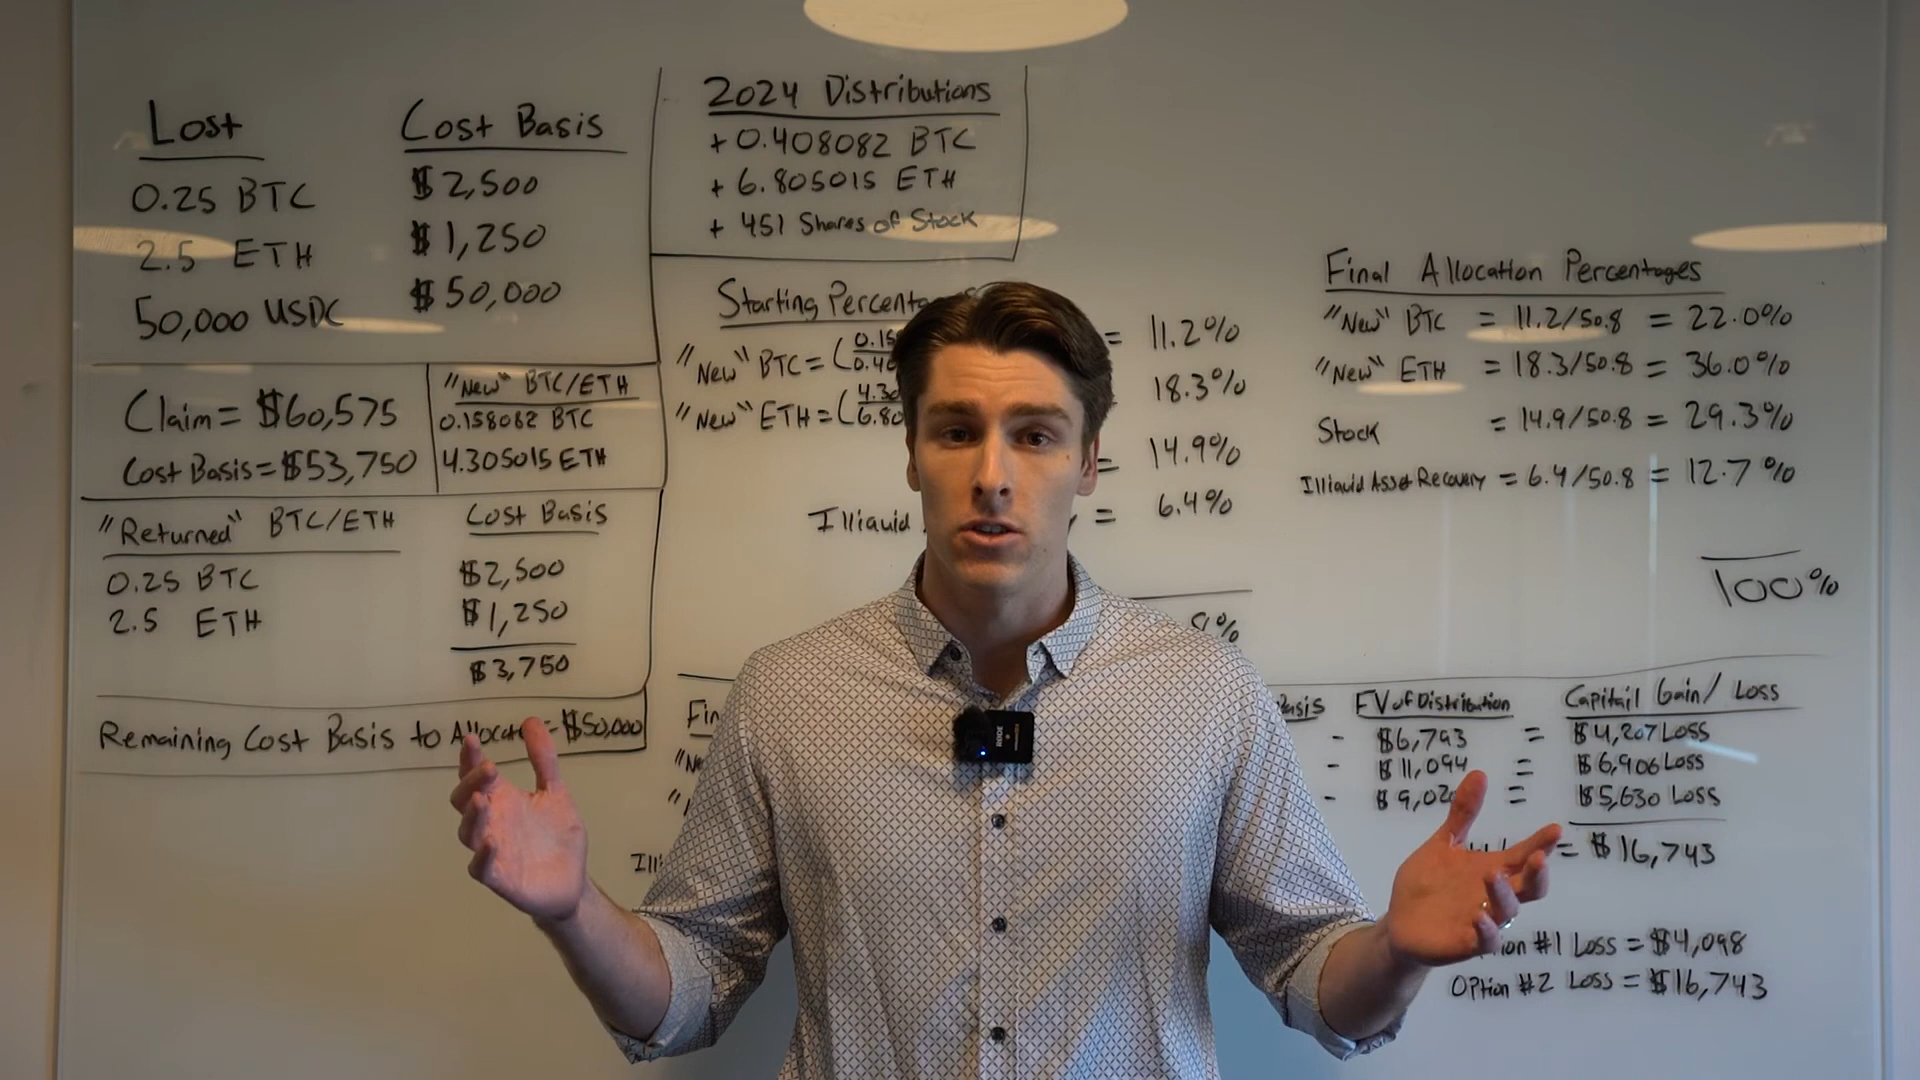 Lost Cost Basis
0.25 BTC $2,500
2.5 ETH $1,250
50,000 USDC $50,000
Claim = $60,575
Cost Basis = $53,750
"New" BTC/ETH
0.158082 BTC
4.305015 ETH
"Returned" BTC/ETH Cost Basis
0.25 BTC $2,500
2.5 ETH $1,250
$3,750
Remaining Cost Basis to Allocate = $50,000
2024 Distributions
+ 0.408082 BTC
+ 6.805015 ETH
+ 451 Shares of Stock
Starting
"New" BTC = ( = 11.2%
"New" ETH = ( 18.3%
= 14.9%
Illiquid = 6.4%
51%
Final Allocation Percentages
"New" BTC = 11.2/50.8 = 22.0%
"New" ETH = 18.3/50.8 = 36.0%
Stock = 14.9/50.8 = 29.3%
Illiquid Asset Recovery = 6.4/50.8 = 12.7%
100%
Basis FV of Distribution Capitail Gain/Loss
- $6,793 = $4,207 Loss
- $11,094 = $6,906 Loss
- = $5,630 Loss
= $16,743
#1 Loss = $4,098
Option #2 Loss = $16,743
RODE